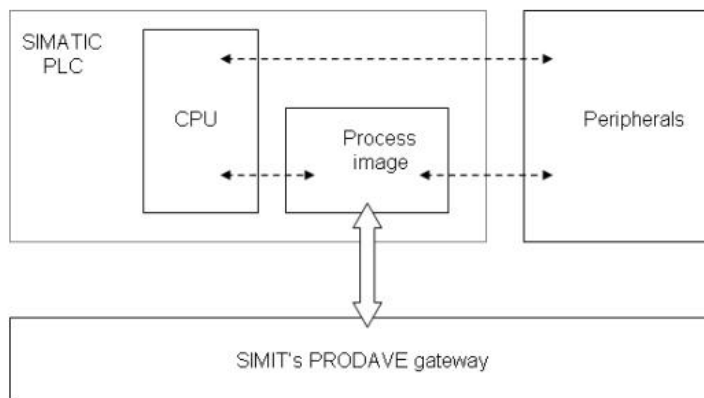 SIMATIC
PLC
CPU
Process
image
Peripherals
SIMIT's PRODAVE gateway